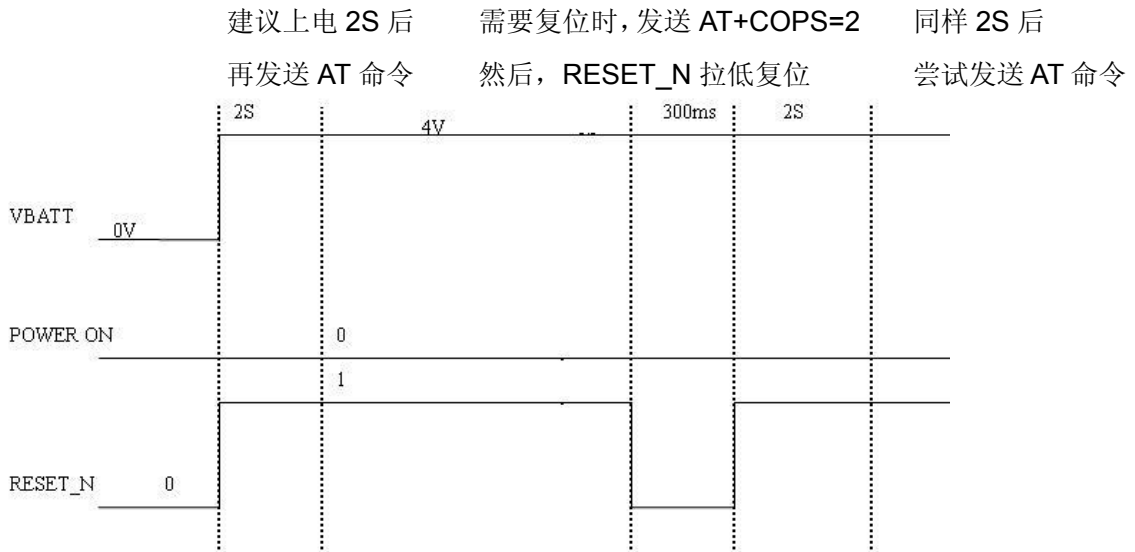 建议上电 2S 后
再发送 AT 命令
需要复位时，发送 AT+COPS=2
然后，RESET_N 拉低复位
同样 2S 后
尝试发送 AT 命令
2S
4V
300ms
2S
VBATT
0V
POWER ON
0
1
RESET_N
0